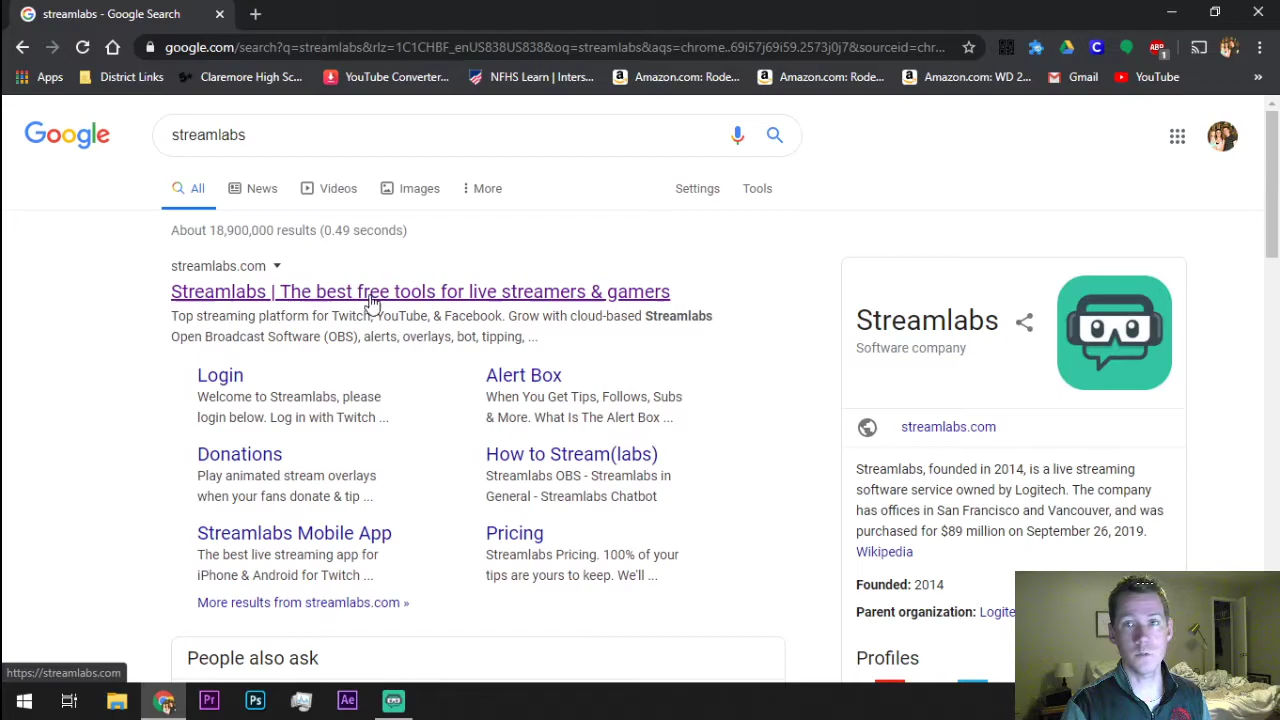 streamlabs - Google Search
google.com/search?q=streamlabs&rlz=1C1CHBF_enUS838US838&oq=streamlabs&aqs=chrome..69i57j69i59.2573j0j7&sourceid=chr...
ABP
1
Apps
District Links
Claremore High Sc...
YouTube Converter...
NFHS Learn | Inters...
Amazon.com: Rode...
Amazon.com: Rode...
Amazon.com: WD 2...
Gmail
YouTube
»
Google
streamlabs
All
News
Videos
Images
More
Settings
Tools
About 18,900,000 results (0.49 seconds)
streamlabs.com
Streamlabs | The best free tools for live streamers & gamers
Top streaming platform for Twitch, YouTube, & Facebook. Grow with cloud-based Streamlabs
Open Broadcast Software (OBS), alerts, overlays, bot, tipping, ...
Login
Welcome to Streamlabs, please
login below. Log in with Twitch ...
Alert Box
When You Get Tips, Follows, Subs
& More. What Is The Alert Box ...
Donations
Play animated stream overlays
when your fans donate & tip ...
How to Stream(labs)
Streamlabs OBS - Streamlabs in
General - Streamlabs Chatbot
Streamlabs Mobile App
The best live streaming app for
iPhone & Android for Twitch ...
Pricing
Streamlabs Pricing. 100% of your
tips are yours to keep. We'll ...
More results from streamlabs.com »
People also ask
Streamlabs
Software company
streamlabs.com
Streamlabs, founded in 2014, is a live streaming
software service owned by Logitech. The company
has offices in San Francisco and Vancouver, and was
purchased for $89 million on September 26, 2019.
Wikipedia
Founded: 2014
Parent organization: Logite
Profiles
https://streamlabs.com
Pr
Ps
Ae